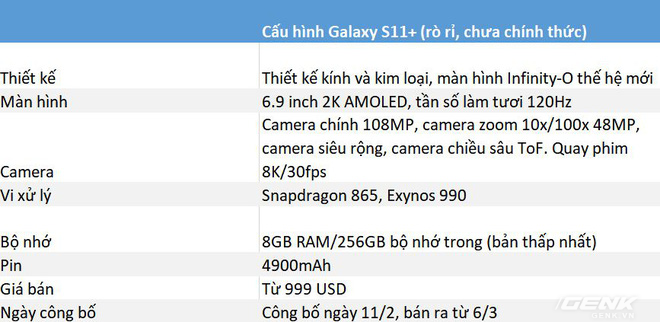 Cấu hình Galaxy S11+ (rò rỉ, chưa chính thức)
Thiết kế Thiết kế kính và kim loại, màn hình Infinity-O thế hệ mới
Màn hình 6.9 inch 2K AMOLED, tần số làm tươi 120Hz
Camera chính 108MP, camera zoom 10x/100x 48MP,
camera siêu rộng, camera chiều sâu ToF. Quay phim
Camera 8K/30fps
Vi xử lý Snapdragon 865, Exynos 990
Bộ nhớ 8GB RAM/256GB bộ nhớ trong (bản thấp nhất)
Pin 4900mAh
Giá bán Từ 999 USD
Ngày công bố Công bố ngày 11/2, bán ra từ 6/3
GENK
GENK.VN